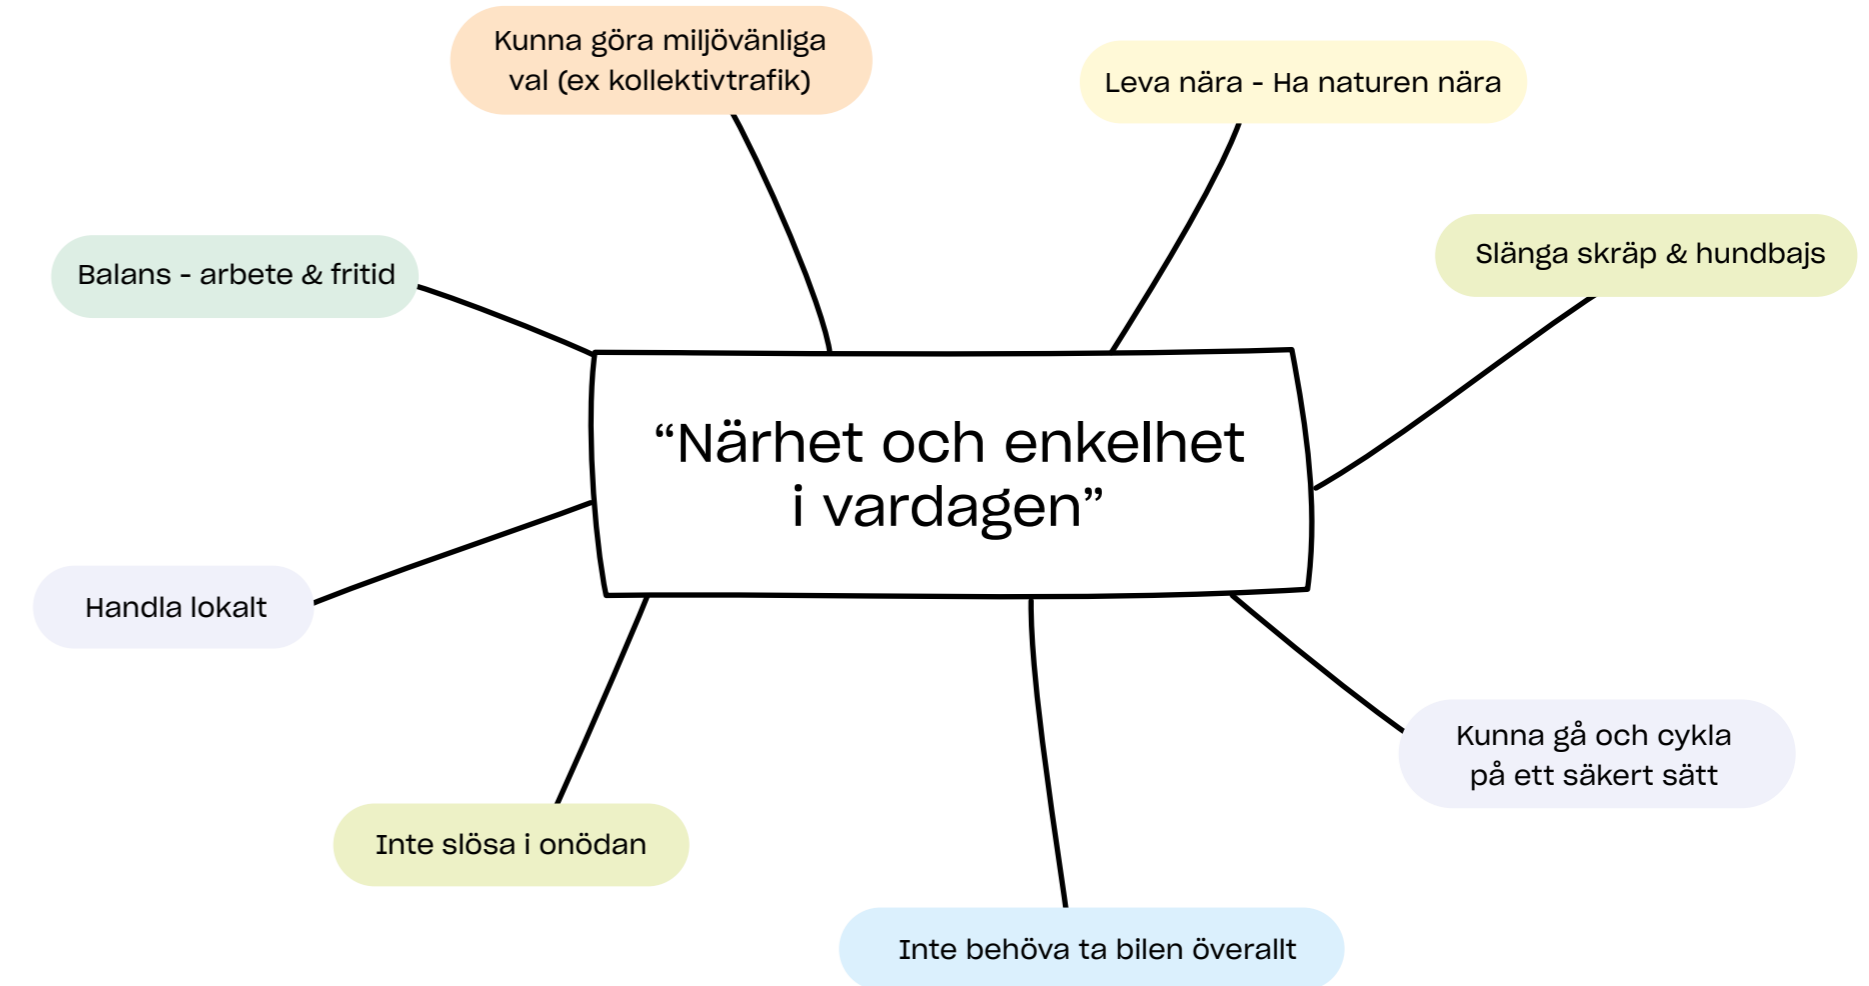 Kunna göra miljövänliga
val (ex kollektivtrafik)
Leva nära - Ha naturen nära
Slänga skräp & hundbajs
Balans - arbete & fritid
“Närhet och enkelhet
i vardagen”
Handla lokalt
Kunna gå och cykla
på ett säkert sätt
Inte slösa i onödan
Inte behöva ta bilen överallt